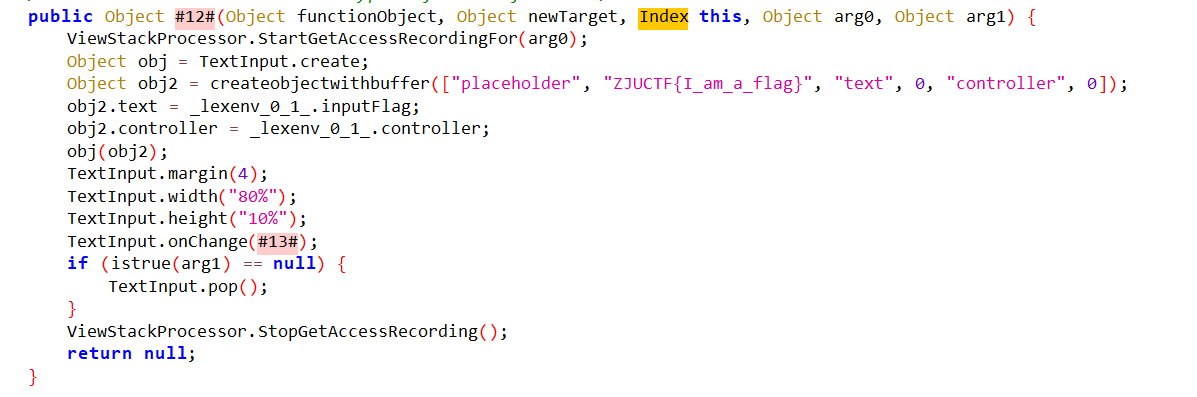 public Object #12#(Object functionObject, Object newTarget, Index this, Object arg0, Object arg1) {
    ViewStackProcessor.StartGetAccessRecordingFor(arg0);
    Object obj = TextInput.create;
    Object obj2 = createobjectwithbuffer(["placeholder", "ZJUCTF{I_am_a_flag}", "text", 0, "controller", 0]);
    obj2.text = _lexenv_0_1_.inputFlag;
    obj2.controller = _lexenv_0_1_.controller;
    obj(obj2);
    TextInput.margin(4);
    TextInput.width("80%");
    TextInput.height("10%");
    TextInput.onChange(#13#);
    if (istrue(arg1) == null) {
        TextInput.pop();
    }
    ViewStackProcessor.StopGetAccessRecording();
    return null;
}